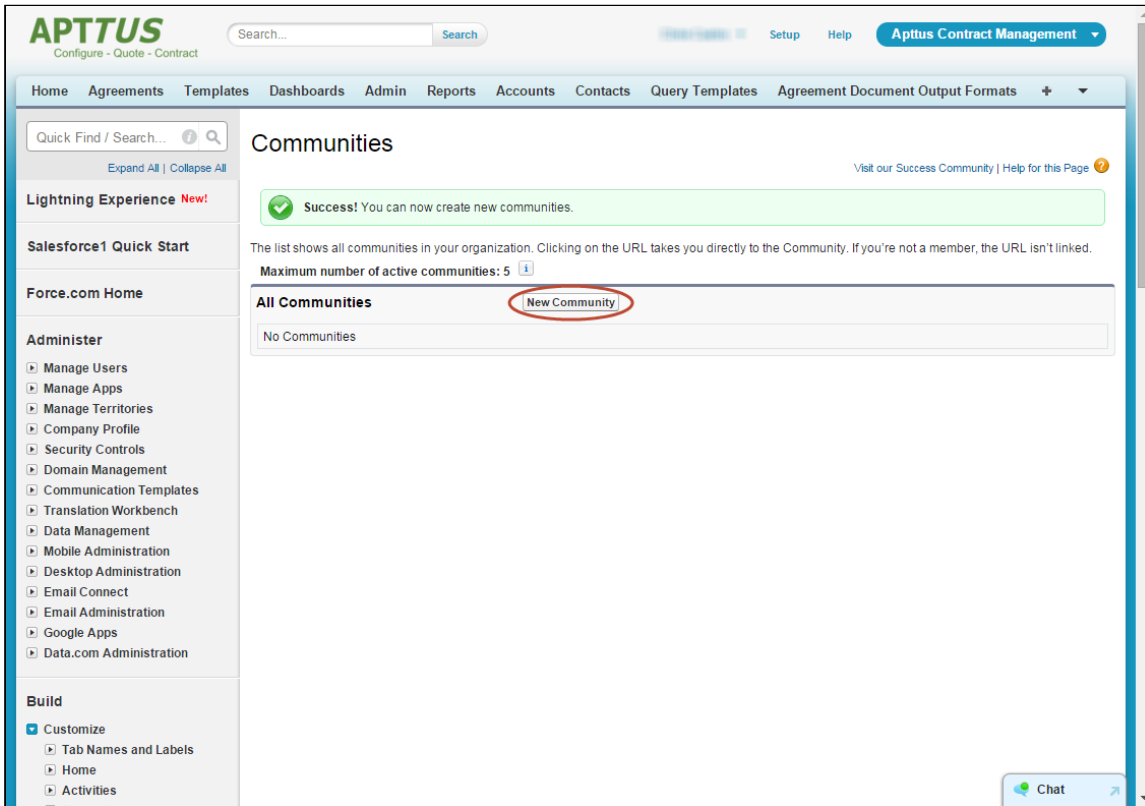 APTTUS
Configure - Quote - Contract
Search...
Search
Setup
Help
Apttus Contract Management
Home
Agreements
Templates
Dashboards
Admin
Reports
Accounts
Contacts
Query Templates
Agreement Document Output Formats
+
Quick Find / Search...
Expand All | Collapse All
Lightning Experience New!
Salesforce1 Quick Start
Force.com Home
Administer
Manage Users
Manage Apps
Manage Territories
Company Profile
Security Controls
Domain Management
Communication Templates
Translation Workbench
Data Management
Mobile Administration
Desktop Administration
Email Connect
Email Administration
Google Apps
Data.com Administration
Build
Customize
Tab Names and Labels
Home
Activities
Communities
Visit our Success Community | Help for this Page ?
Success! You can now create new communities.
The list shows all communities in your organization. Clicking on the URL takes you directly to the Community. If you're not a member, the URL isn't linked.
Maximum number of active communities: 5 i
All Communities
New Community
No Communities
Chat